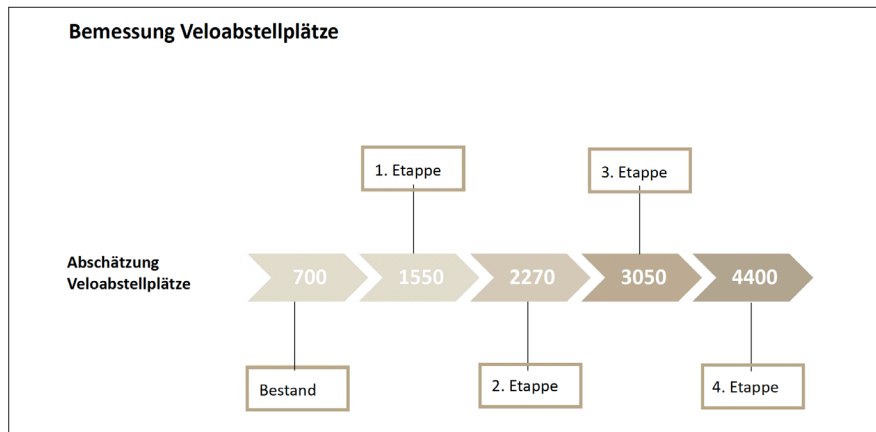 Bemessung Veloabstellplätze
1. Etappe
3. Etappe
Abschätzung
Veloabstellplätze
700
1550
2270
3050
4400
Bestand
2. Etappe
4. Etappe